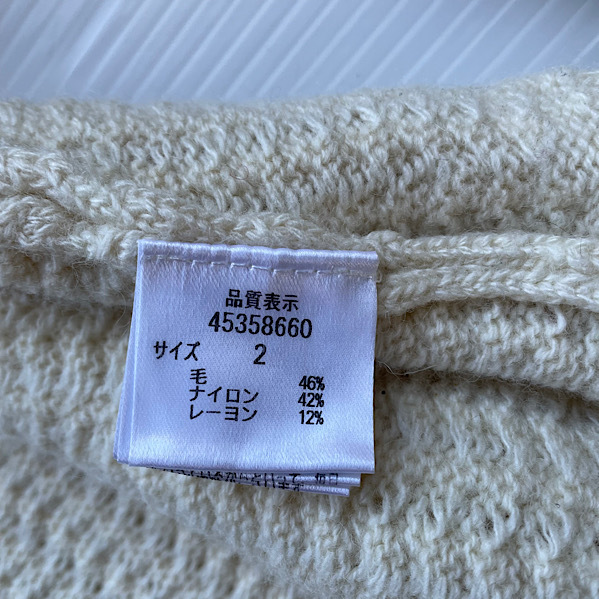 品質表示
45358660
サイズ 2
毛 46%
ナイロン 42%
レーヨン 12%